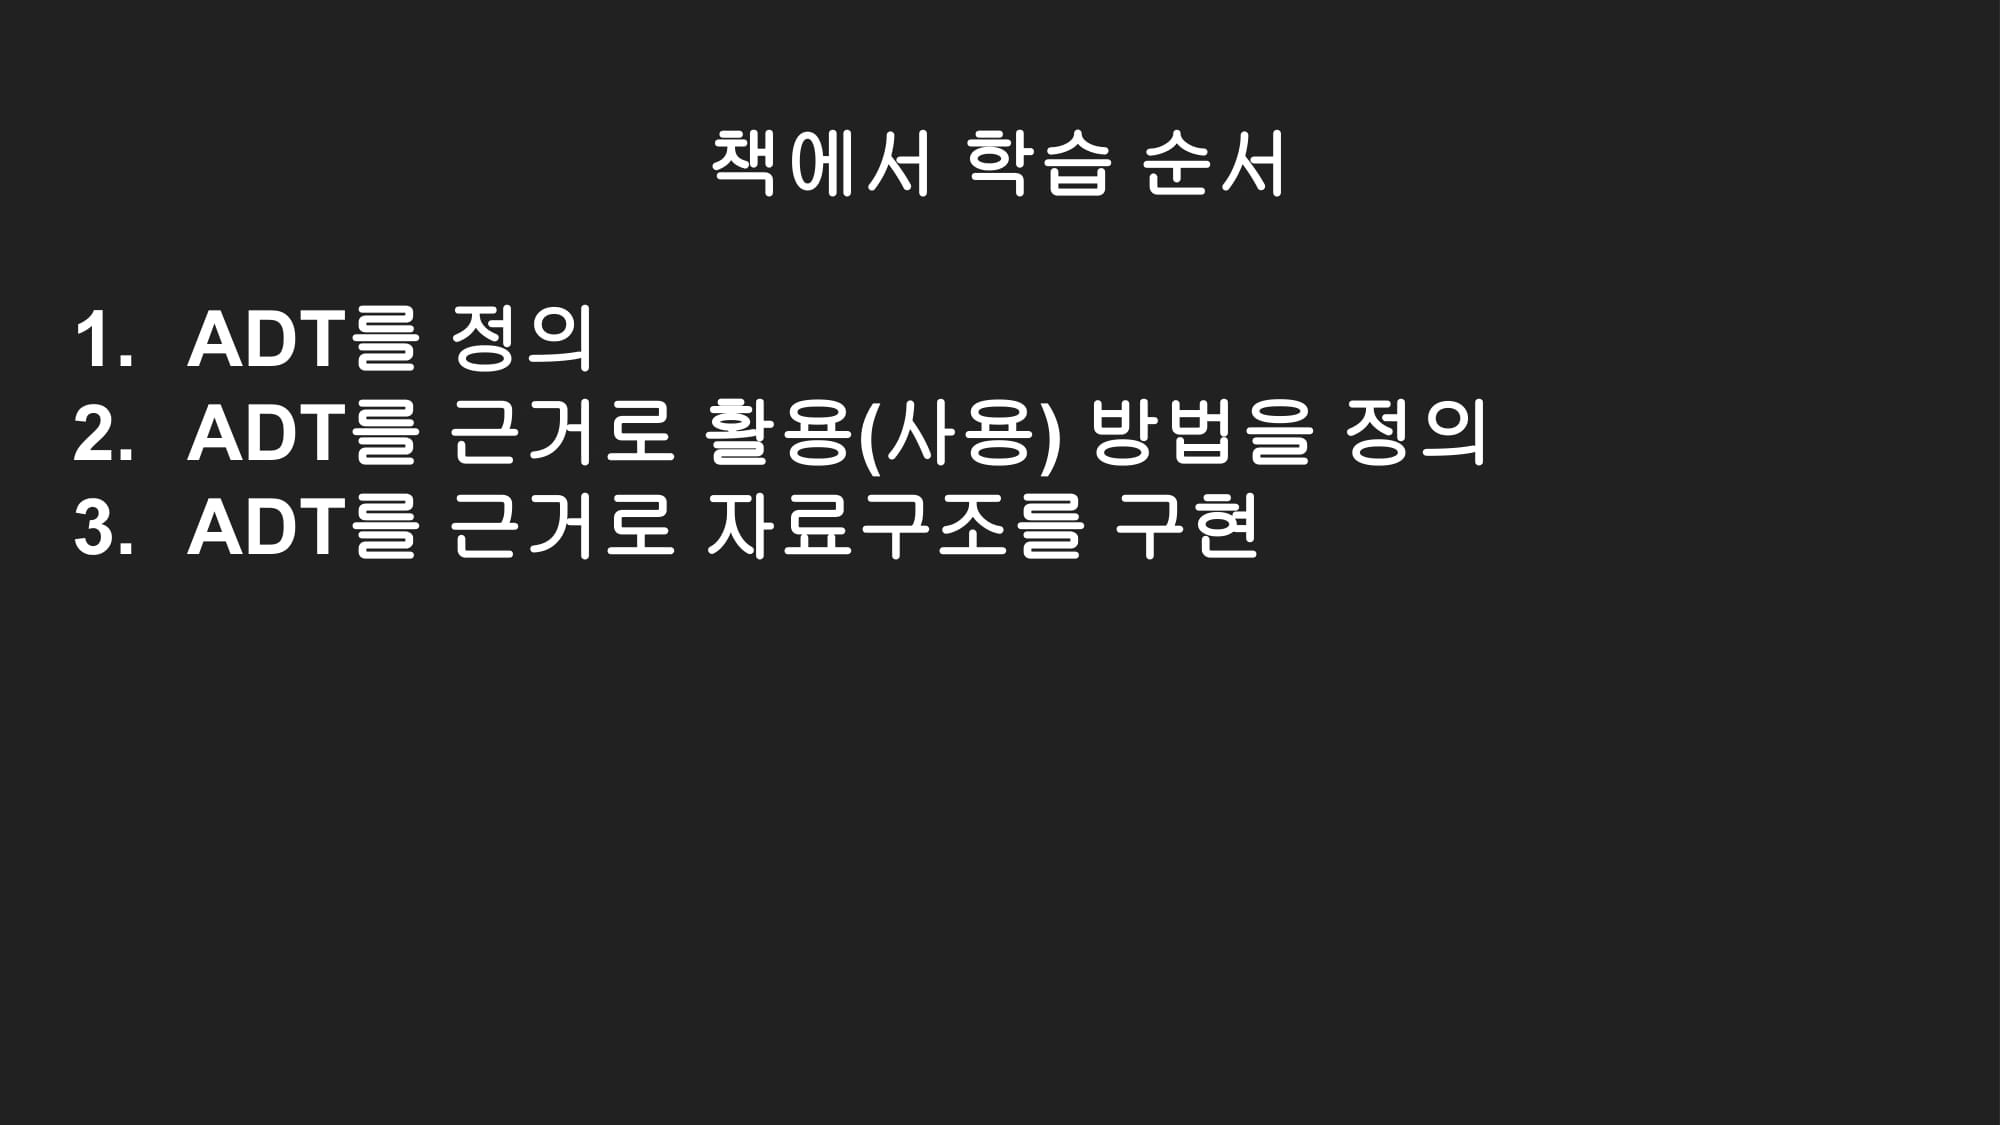 책에서 학습 순서
1. ADT를 정의
2. ADT를 근거로 활용(사용) 방법을 정의
3. ADT를 근거로 자료구조를 구현